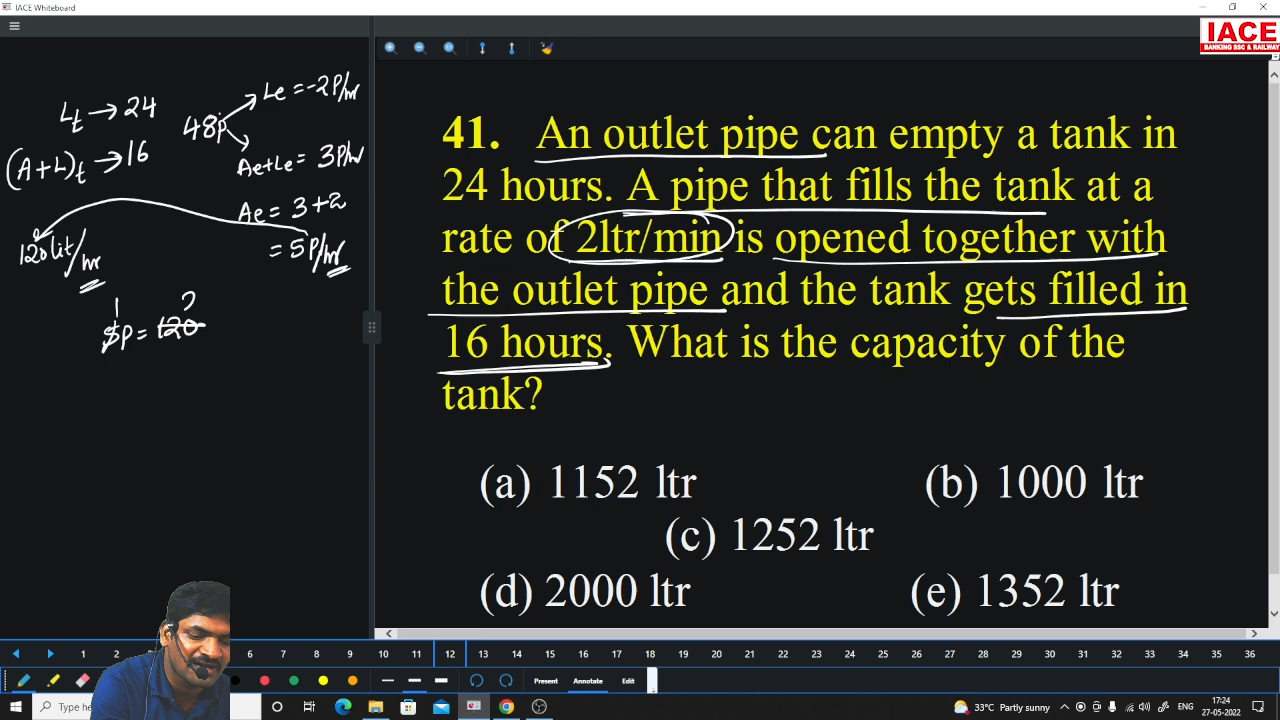 IACE Whiteboard
IACE
BANKING SSC & RAILWAY
Lt → 24
(A+L)t → 16
48P
Le = -2P/hr
Ae+Le = 3P/hr
Ae = 3+2
= 5P/hr
120 lit/hr
1
5P = 120
41. An outlet pipe can empty a tank in
24 hours. A pipe that fills the tank at a
rate of 2ltr/min is opened together with
the outlet pipe and the tank gets filled in
16 hours. What is the capacity of the
tank?
(a) 1152 ltr
(b) 1000 ltr
(c) 1252 ltr
(d) 2000 ltr
(e) 1352 ltr
1 2 6 7 8 9 10 11 12 13 14 15 16 17 18 19 20 21 22 23 24 25 26 27 28 29 30 31 32 33 34 35 36
Present Annotate Edit
Type he
33°C Partly sunny
ENG
17:24
27-05-2022